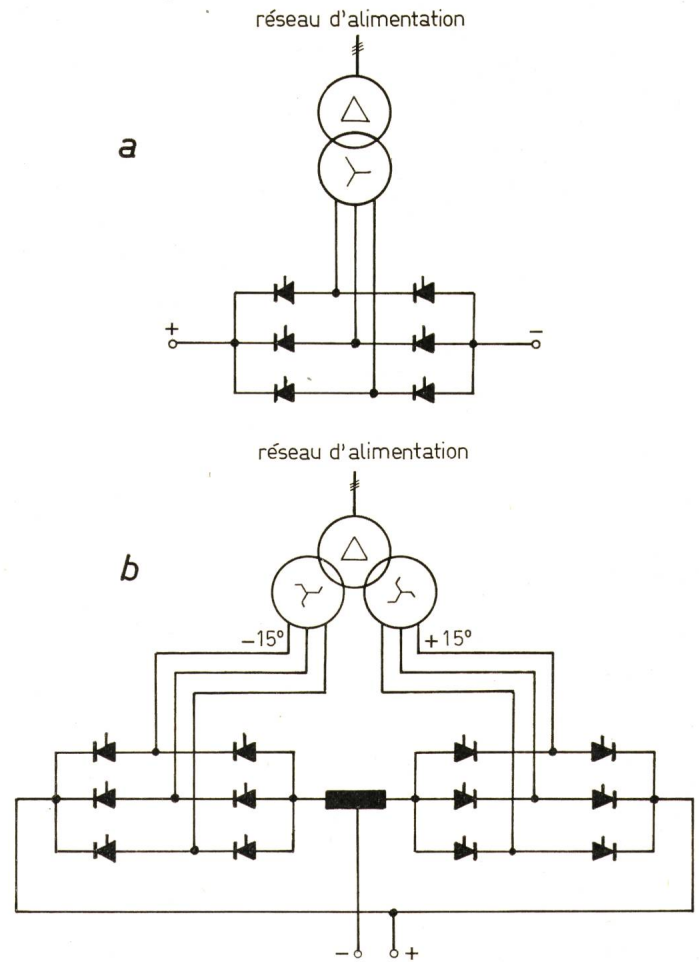 réseau d'alimentation
a
+
−
réseau d'alimentation
b
−15°
+15°
−
+